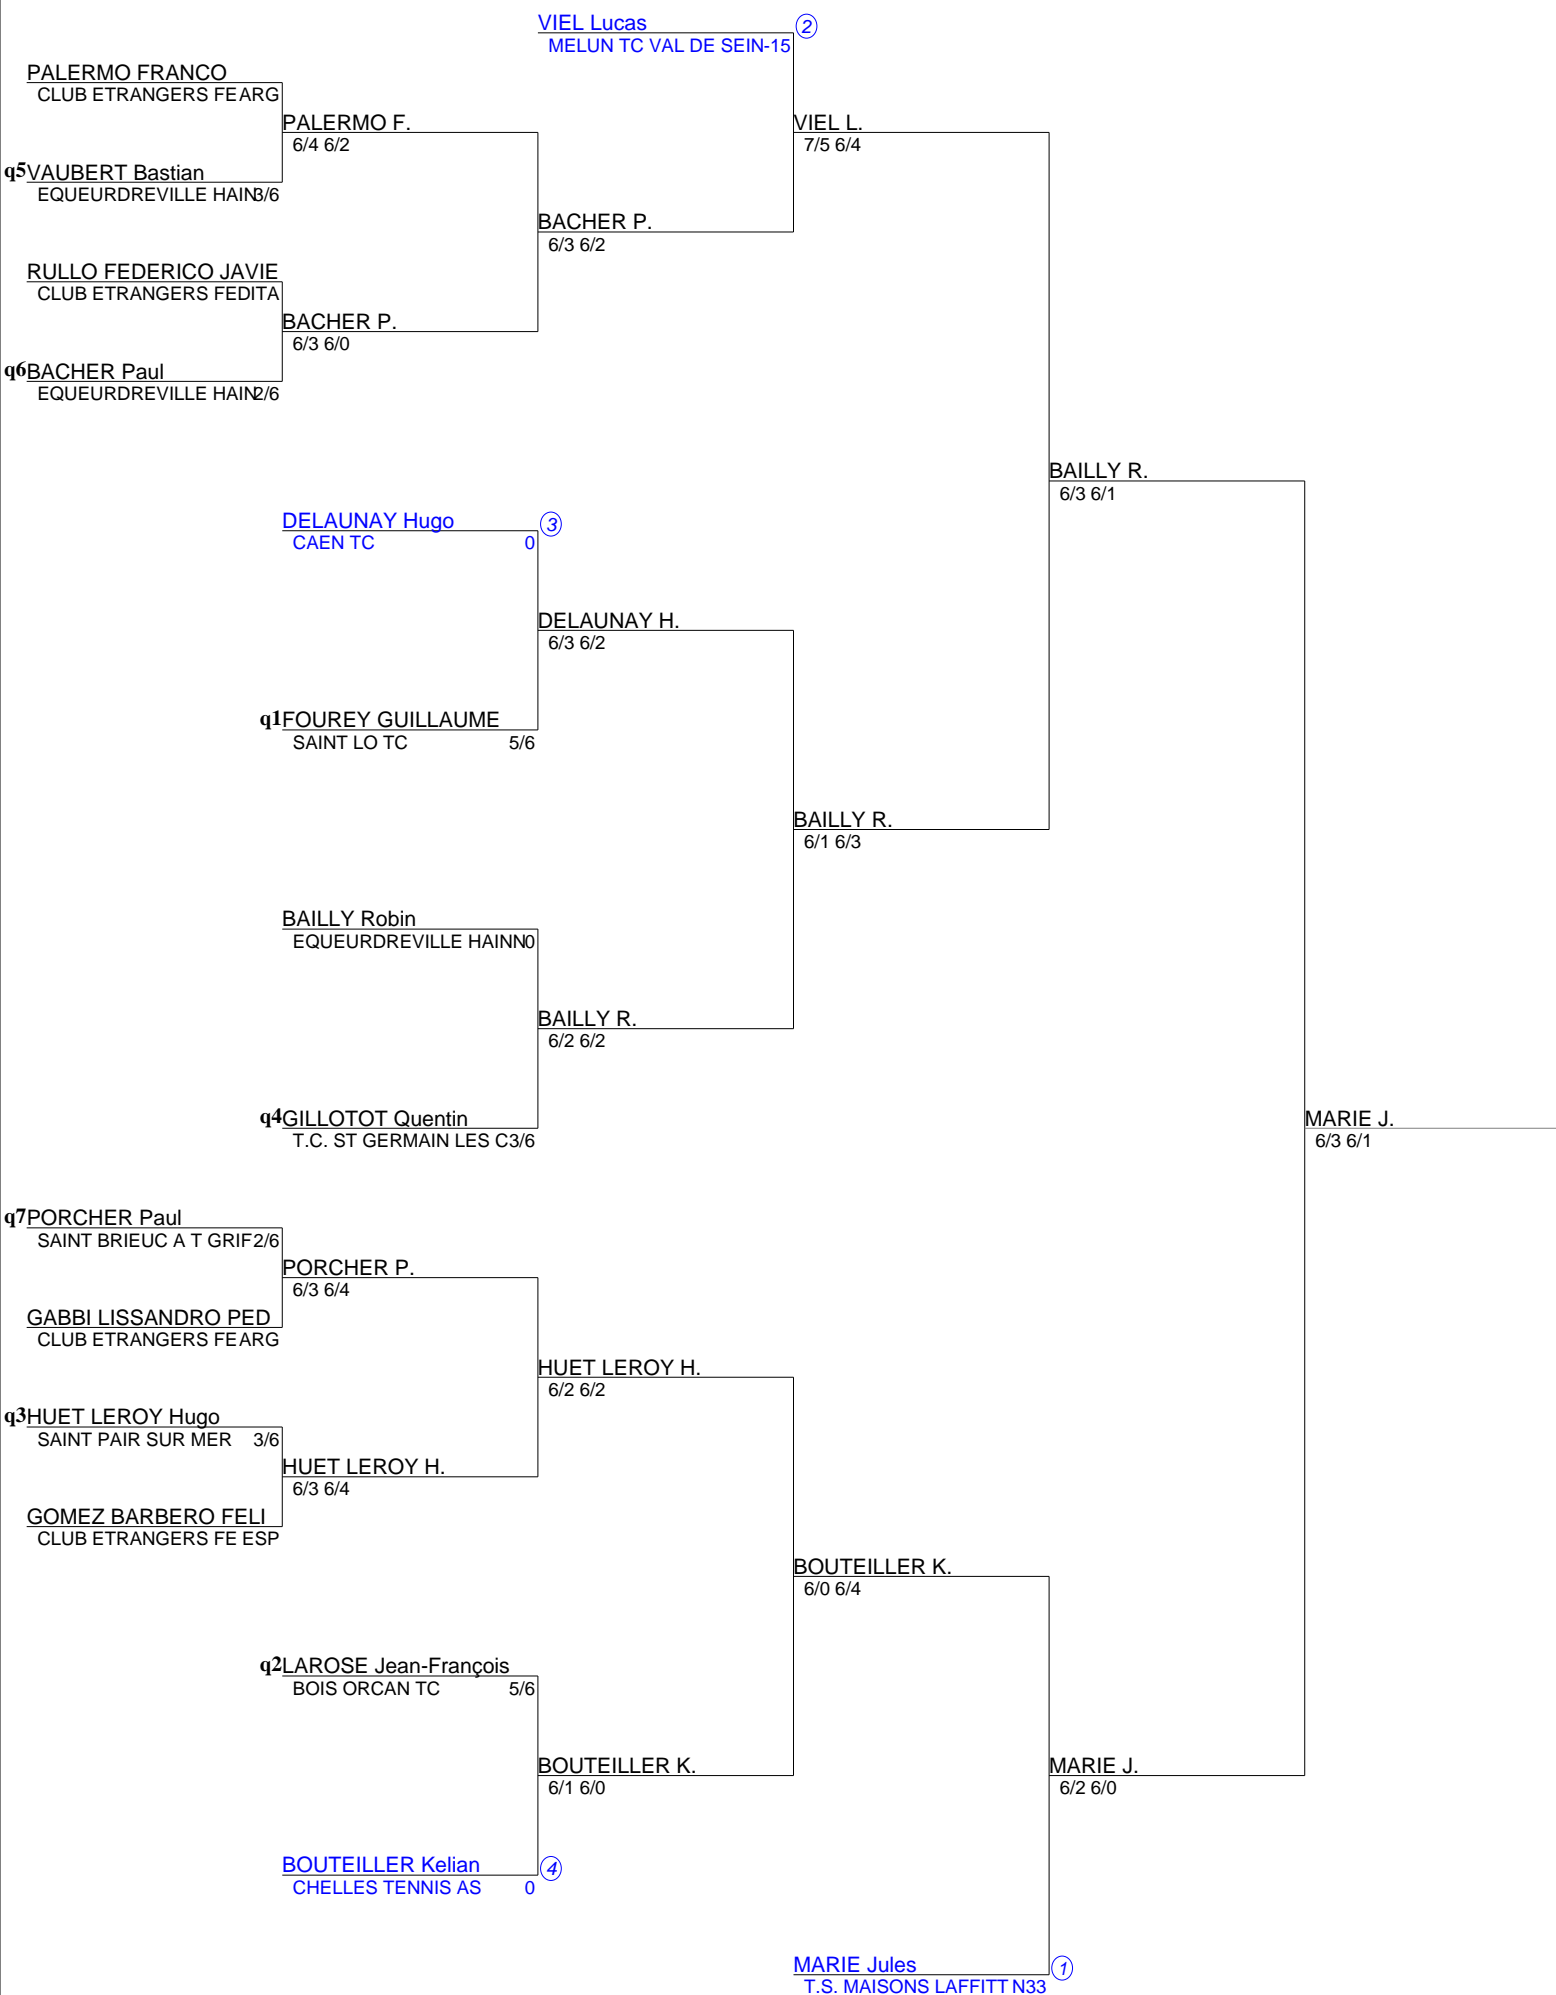 VIEL Lucas 2
MELUN TC VAL DE SEIN-15
PALERMO FRANCO
CLUB ETRANGERS FEARG
PALERMO F.
6/4 6/2
VIEL L.
7/5 6/4
q5 VAUBERT Bastian
EQUEURDREVILLE HAIN3/6
BACHER P.
6/3 6/2
RULLO FEDERICO JAVIE
CLUB ETRANGERS FEDITA
BACHER P.
6/3 6/0
q6 BACHER Paul
EQUEURDREVILLE HAIN2/6
BAILLY R.
6/3 6/1
DELAUNAY Hugo 3
CAEN TC 0
DELAUNAY H.
6/3 6/2
q1 FOUREY GUILLAUME
SAINT LO TC 5/6
BAILLY R.
6/1 6/3
BAILLY Robin
EQUEURDREVILLE HAINN0
BAILLY R.
6/2 6/2
q4 GILLOTOT Quentin
T.C. ST GERMAIN LES C3/6
MARIE J.
6/3 6/1
q7 PORCHER Paul
SAINT BRIEUC A T GRIF2/6
PORCHER P.
6/3 6/4
GABBI LISSANDRO PED
CLUB ETRANGERS FEARG
HUET LEROY H.
6/2 6/2
q3 HUET LEROY Hugo
SAINT PAIR SUR MER 3/6
HUET LEROY H.
6/3 6/4
GOMEZ BARBERO FELI
CLUB ETRANGERS FE ESP
BOUTEILLER K.
6/0 6/4
q2 LAROSE Jean-François
BOIS ORCAN TC 5/6
BOUTEILLER K.
6/1 6/0
MARIE J.
6/2 6/0
BOUTEILLER Kelian 4
CHELLES TENNIS AS 0
MARIE Jules 1
T.S. MAISONS LAFFITT N33